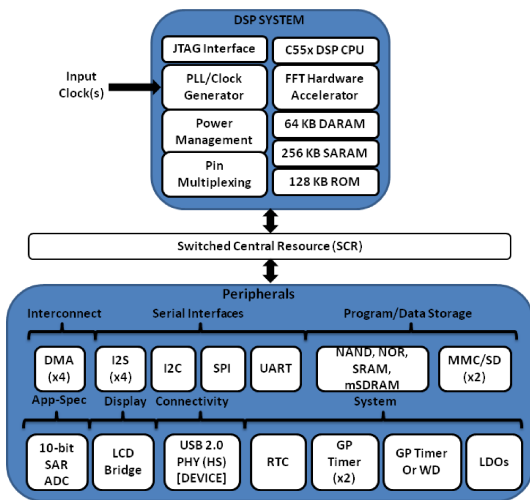 DSP SYSTEM
JTAG Interface
C55x DSP CPU
Input
Clock(s)
PLL/Clock
Generator
FFT Hardware
Accelerator
Power
Management
64 KB DARAM
256 KB SARAM
Pin
Multiplexing
128 KB ROM
Switched Central Resource (SCR)
Peripherals
Interconnect
Serial Interfaces
Program/Data Storage
DMA
(x4)
I2S
(x4)
I2C
SPI
UART
NAND, NOR,
SRAM,
mSDRAM
MMC/SD
(x2)
App-Spec
Display
Connectivity
System
10-bit
SAR
ADC
LCD
Bridge
USB 2.0
PHY (HS)
[DEVICE]
RTC
GP
Timer
(x2)
GP Timer
Or WD
LDOs